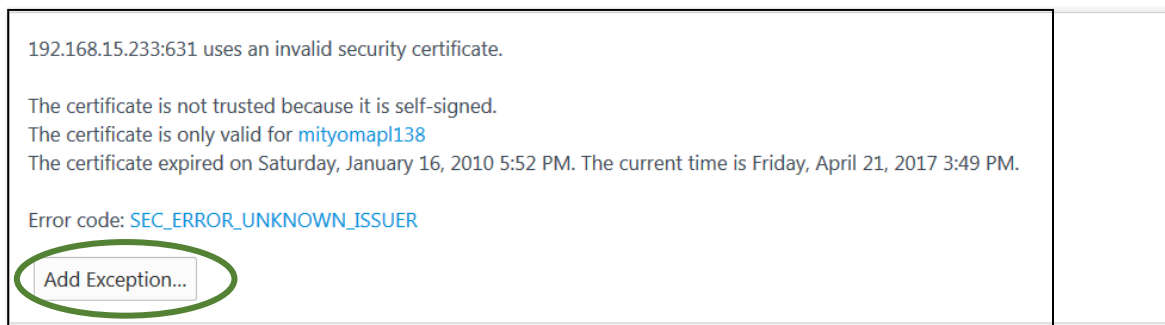 192.168.15.233:631 uses an invalid security certificate.
The certificate is not trusted because it is self-signed.
The certificate is only valid for mityomapl138
The certificate expired on Saturday, January 16, 2010 5:52 PM. The current time is Friday, April 21, 2017 3:49 PM.
Error code: SEC_ERROR_UNKNOWN_ISSUER
Add Exception...